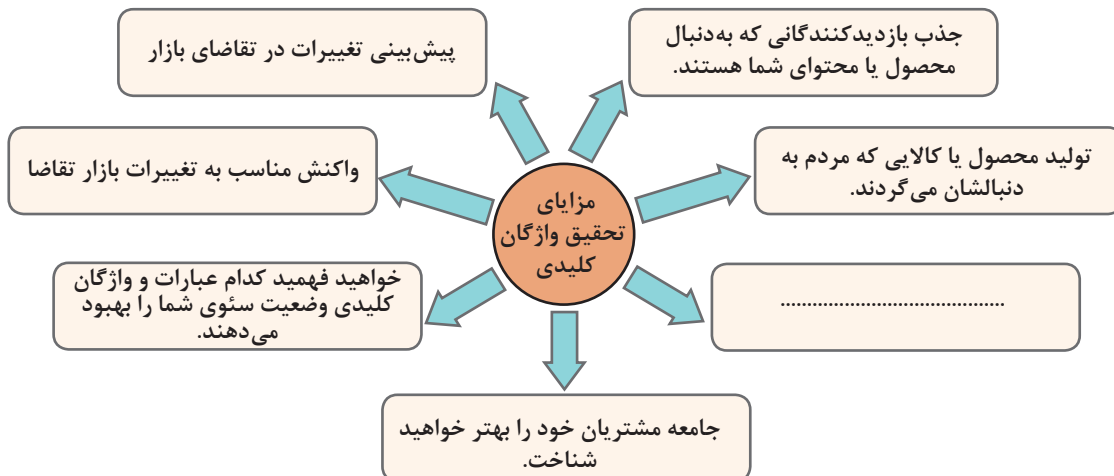 جذب بازدیدکنندگانی که به‌دنبال
محصول یا محتوای شما هستند.
پیش‌بینی تغییرات در تقاضای بازار
تولید محصول یا کالایی که مردم به
دنبالشان می‌گردند.
واکنش مناسب به تغییرات بازار تقاضا
مزایای
تحقیق واژگان
کلیدی
خواهید فهمید کدام عبارات و واژگان
کلیدی وضعیت سئوی شما را بهبود
می‌دهند.
.......................................
جامعه مشتریان خود را بهتر خواهید
شناخت.